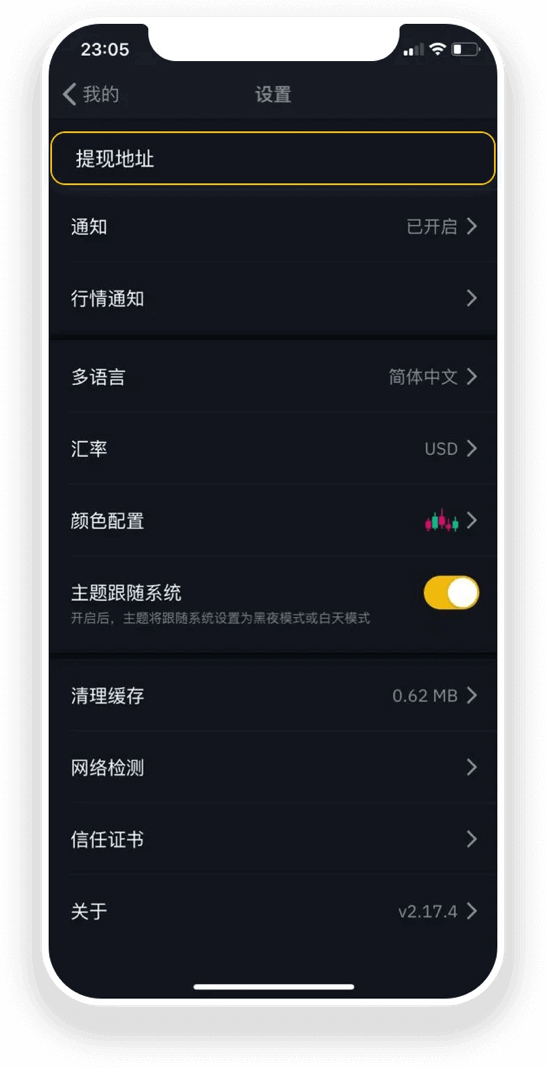 23:05
我的
设置
提现地址
通知 已开启
行情通知
多语言 简体中文
汇率 USD
颜色配置
主题跟随系统
开启后，主题将跟随系统设置为黑夜模式或白天模式
清理缓存 0.62 MB
网络检测
信任证书
关于 v2.17.4